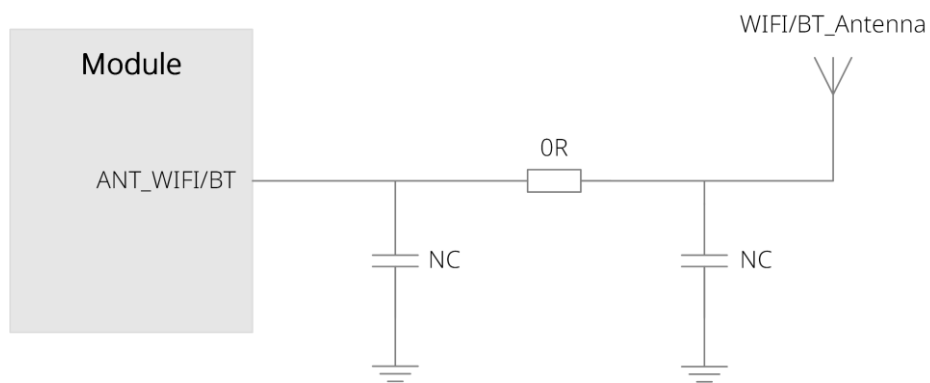 WIFI/BT_Antenna
Module
0R
ANT_WIFI/BT
NC
NC